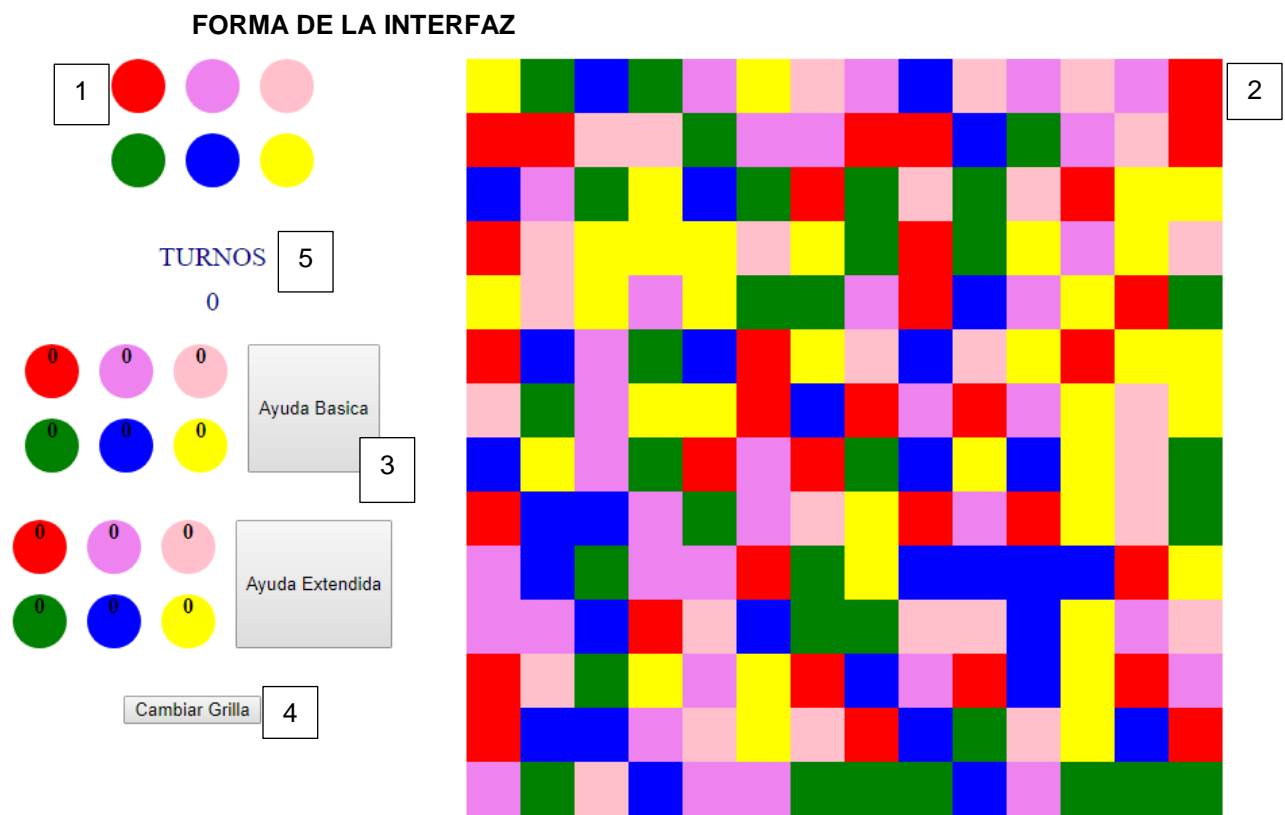 FORMA DE LA INTERFAZ
1
2
TURNOS
5
0
0 0 0
Ayuda Basica
0 0 0
3
0 0 0
Ayuda Extendida
0 0 0
Cambiar Grilla
4